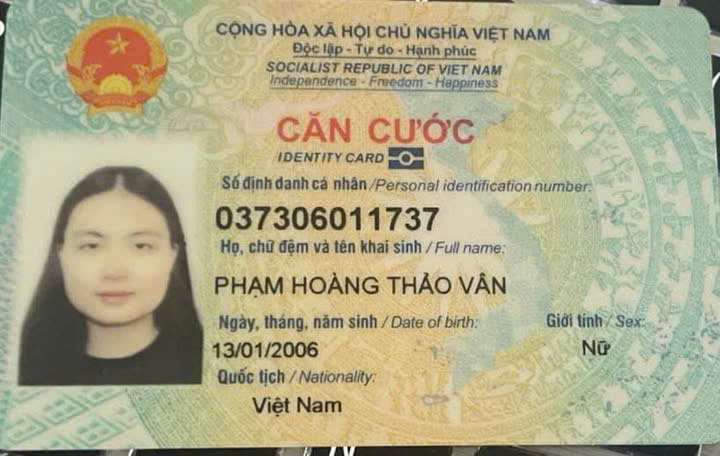 CỘNG HÒA XÃ HỘI CHỦ NGHĨA VIỆT NAM
Độc lập - Tự do - Hạnh phúc
SOCIALIST REPUBLIC OF VIET NAM
Independence - Freedom - Happiness
CĂN CƯỚC
IDENTITY CARD
Số định danh cá nhân / Personal identification number:
037306011737
Họ, chữ đệm và tên khai sinh / Full name:
PHẠM HOÀNG THẢO VÂN
Ngày, tháng, năm sinh / Date of birth: Giới tính / Sex:
13/01/2006 Nữ
Quốc tịch / Nationality:
Việt Nam